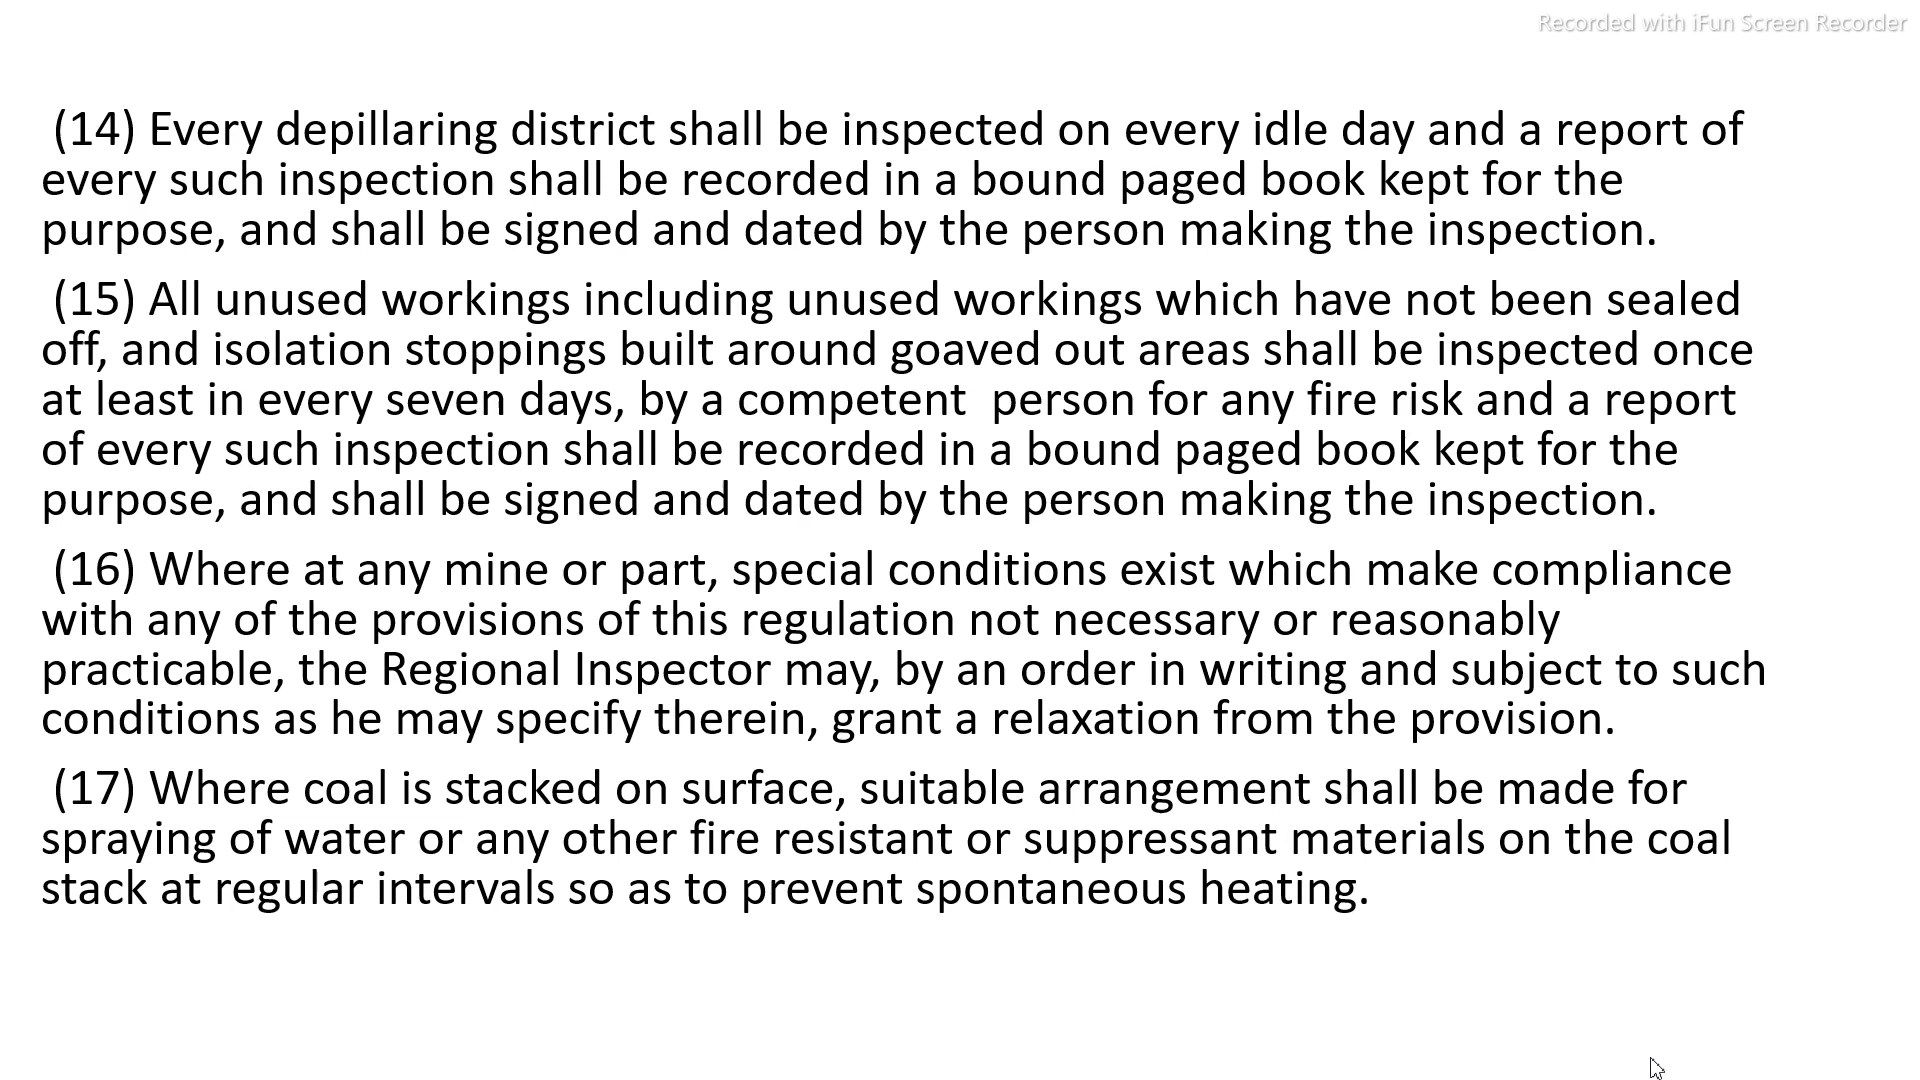 Recorded with iFun Screen Recorder
(14) Every depillaring district shall be inspected on every idle day and a report of
every such inspection shall be recorded in a bound paged book kept for the
purpose, and shall be signed and dated by the person making the inspection.
(15) All unused workings including unused workings which have not been sealed
off, and isolation stoppings built around goaved out areas shall be inspected once
at least in every seven days, by a competent  person for any fire risk and a report
of every such inspection shall be recorded in a bound paged book kept for the
purpose, and shall be signed and dated by the person making the inspection.
(16) Where at any mine or part, special conditions exist which make compliance
with any of the provisions of this regulation not necessary or reasonably
practicable, the Regional Inspector may, by an order in writing and subject to such
conditions as he may specify therein, grant a relaxation from the provision.
(17) Where coal is stacked on surface, suitable arrangement shall be made for
spraying of water or any other fire resistant or suppressant materials on the coal
stack at regular intervals so as to prevent spontaneous heating.